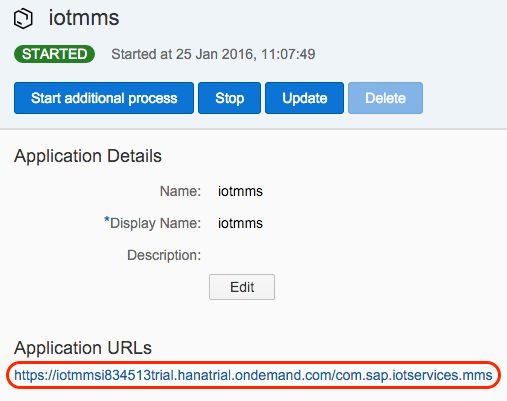 iotmms
STARTED Started at 25 Jan 2016, 11:07:49
Start additional process Stop Update Delete
Application Details
Name: iotmms
*Display Name: iotmms
Description:
Edit
Application URLs
https://iotmmsi834513trial.hanatrial.ondemand.com/com.sap.iotservices.mms